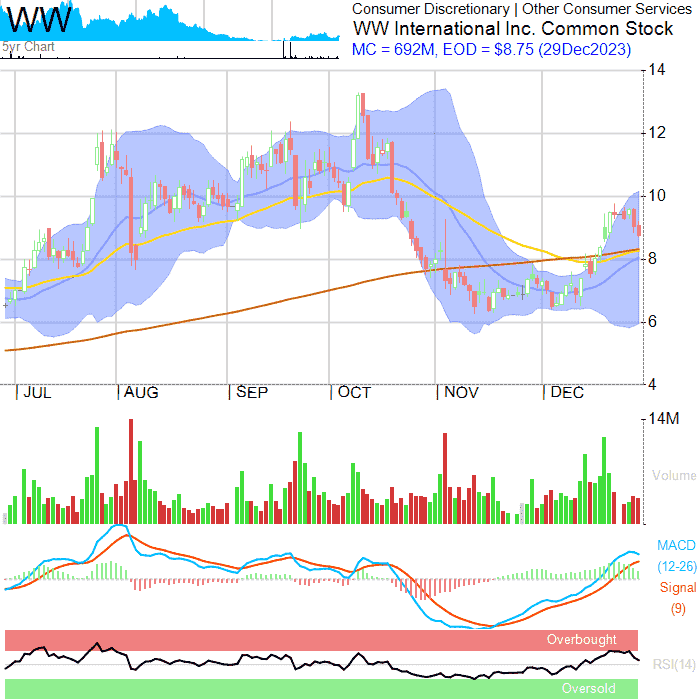 WW
Consumer Discretionary | Other Consumer Services
WW International Inc. Common Stock
MC = 692M, EOD = $8.75 (29Dec2023)
5yr Chart
14
12
10
8
6
4
JUL
AUG
SEP
OCT
NOV
DEC
14M
Volume
MACD
(12-26)
Signal
(9)
Overbought
RSI(14)
Oversold